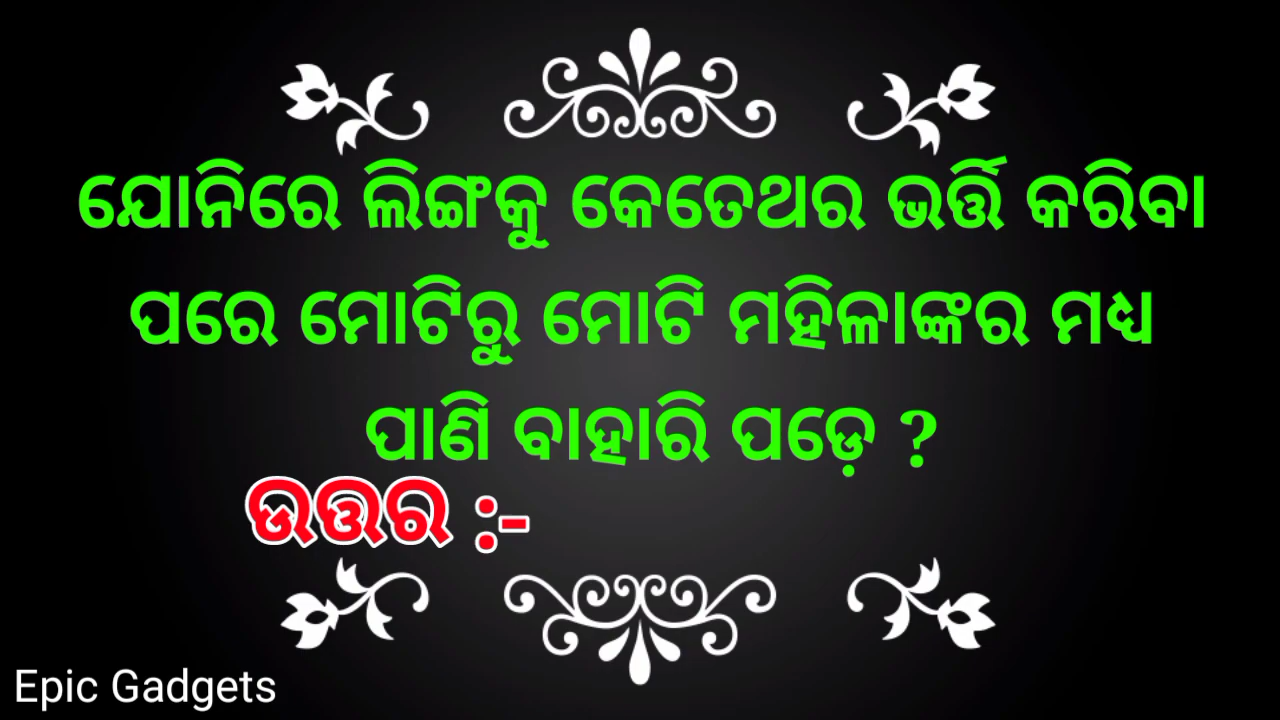 ଯୋନିରେ ଲିଙ୍ଗକୁ କେତେଥର ଭର୍ତ୍ତି କରିବା
ପରେ ମୋଟିରୁ ମୋଟି ମହିଳାଙ୍କର ମଧ୍ୟ
ପାଣି ବାହାରି ପଡ଼େ ?
ଉତ୍ତର :-
Epic Gadgets